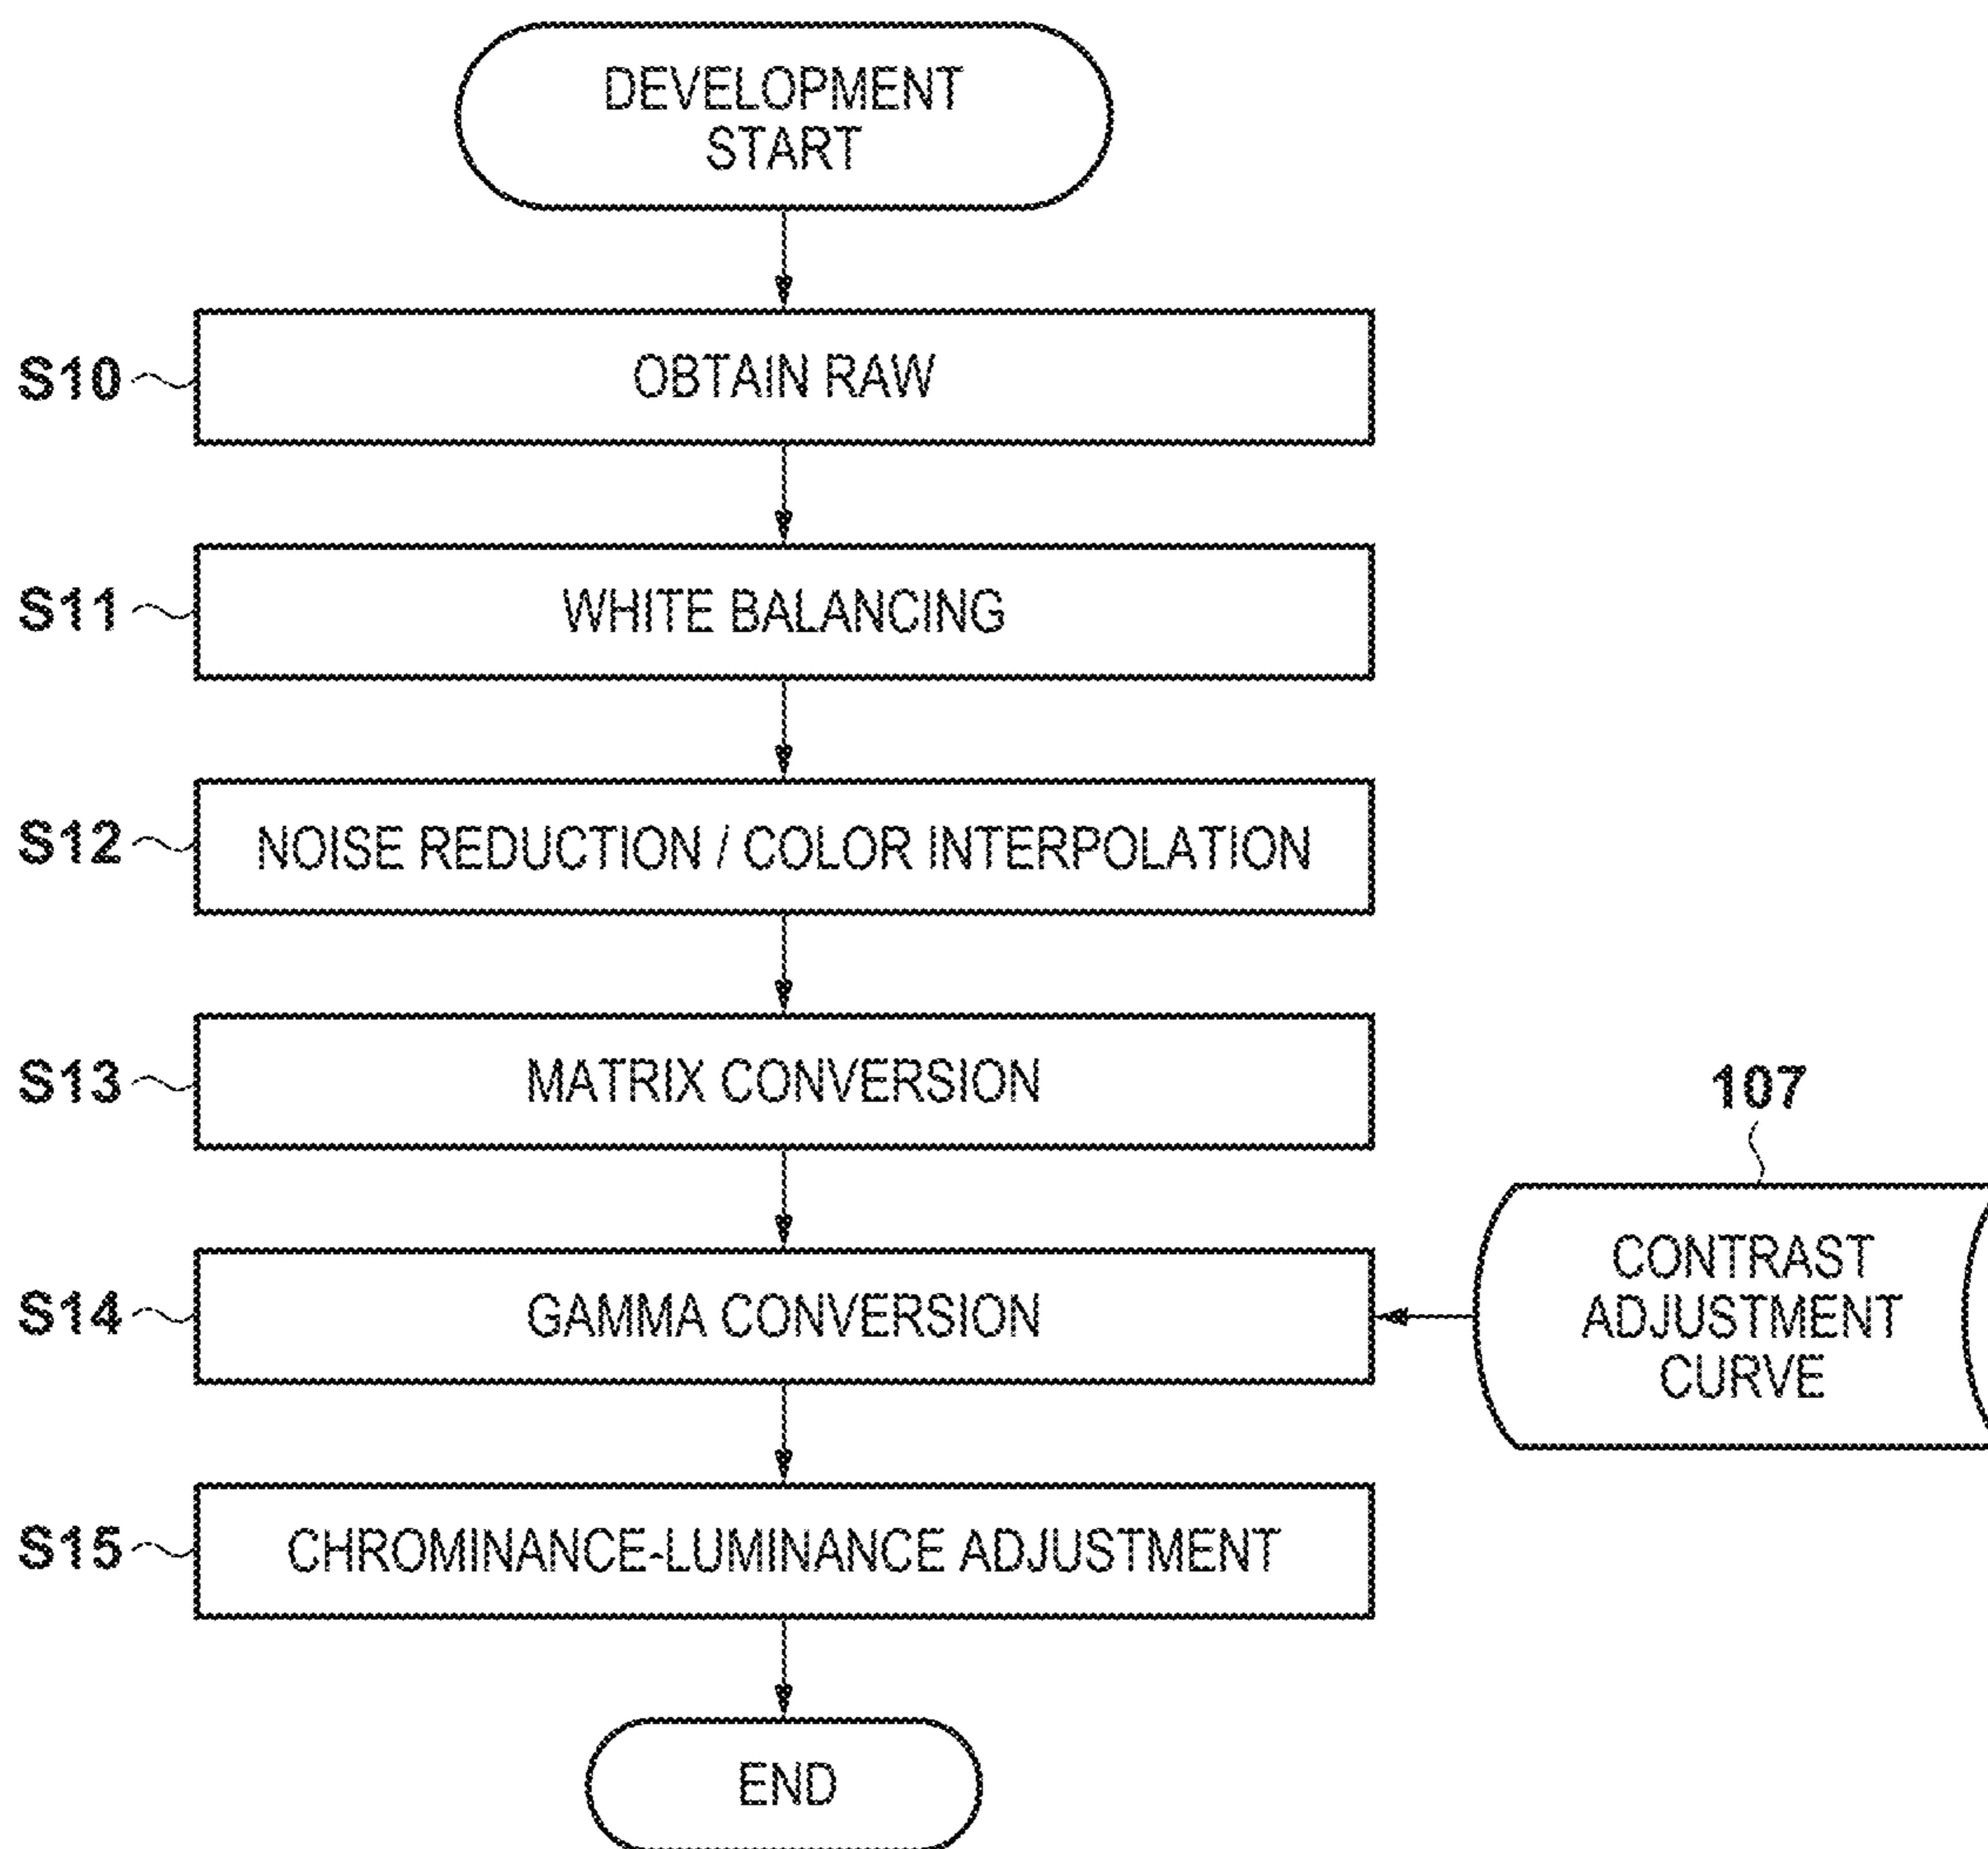 DEVELOPMENT
START
S10
OBTAIN RAW
S11
WHITE BALANCING
S12
NOISE REDUCTION / COLOR INTERPOLATION
S13
MATRIX CONVERSION
107
S14
GAMMA CONVERSION
CONTRAST
ADJUSTMENT
CURVE
S15
CHROMINANCE-LUMINANCE ADJUSTMENT
END